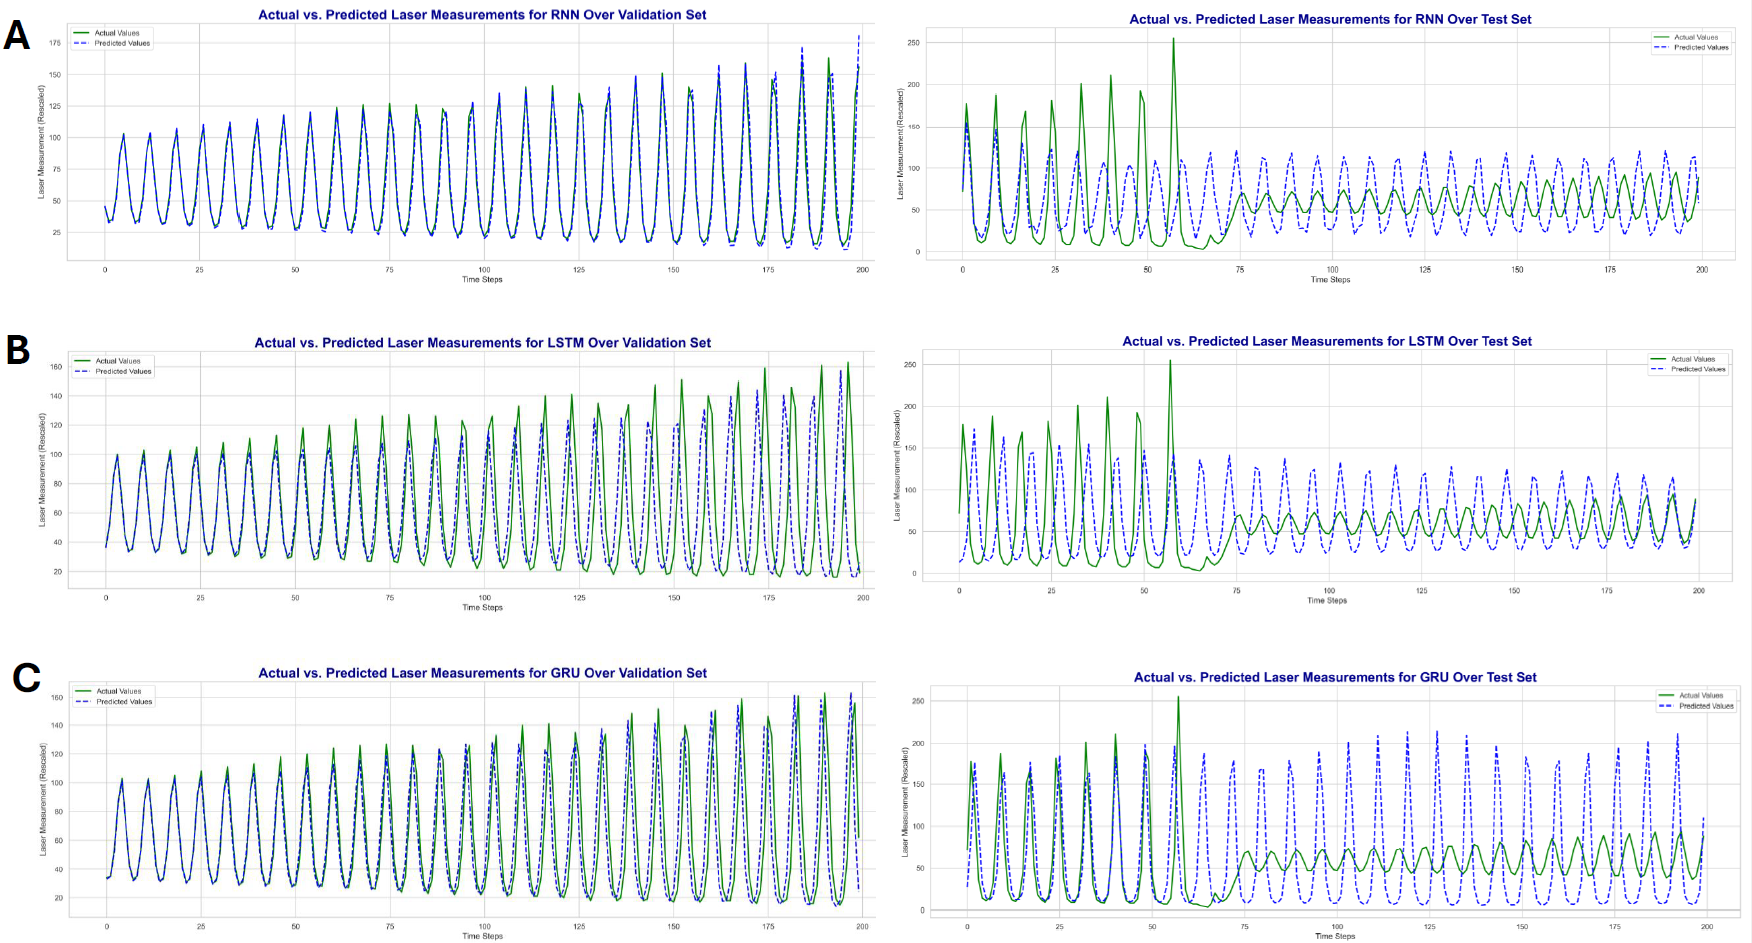 A
Actual vs. Predicted Laser Measurements for RNN Over Validation Set
Actual Values
Predicted Values
Laser Measurement (Rescaled)
175
150
125
100
75
50
25
0 25 50 75 100 125 150 175 200
Time Steps
Actual vs. Predicted Laser Measurements for RNN Over Test Set
Actual Values
Predicted Values
Laser Measurement (Rescaled)
250
200
150
100
50
0
0 25 50 75 100 125 150 175 200
Time Steps
B
Actual vs. Predicted Laser Measurements for LSTM Over Validation Set
Actual Values
Predicted Values
Laser Measurement (Rescaled)
160
140
120
100
80
60
40
20
0 25 50 75 100 125 150 175 200
Time Steps
Actual vs. Predicted Laser Measurements for LSTM Over Test Set
Actual Values
Predicted Values
Laser Measurement (Rescaled)
250
200
150
100
50
0
0 25 50 75 100 125 150 175 200
Time Steps
C
Actual vs. Predicted Laser Measurements for GRU Over Validation Set
Actual Values
Predicted Values
Laser Measurement (Rescaled)
160
140
120
100
80
60
40
20
0 25 50 75 100 125 150 175 200
Time Steps
Actual vs. Predicted Laser Measurements for GRU Over Test Set
Actual Values
Predicted Values
Laser Measurement (Rescaled)
250
200
150
100
50
0
0 25 50 75 100 125 150 175 200
Time Steps